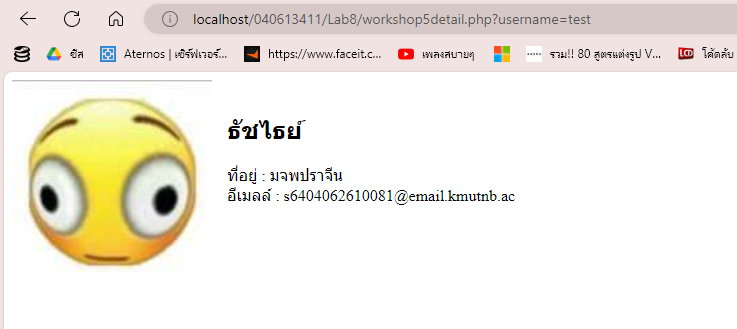 localhost/040613411/Lab8/workshop5detail.php?username=test
ซีส
Aternos | เซิร์ฟเวอร์...
https://www.faceit.c...
เพลงสบายๆ
รวม!! 80 สูตรแต่งรูป V...
โค้ดลับ
ธัชไธย์
ที่อยู่ : มจพปราจีน
อีเมลล์ : s6404062610081@email.kmutnb.ac